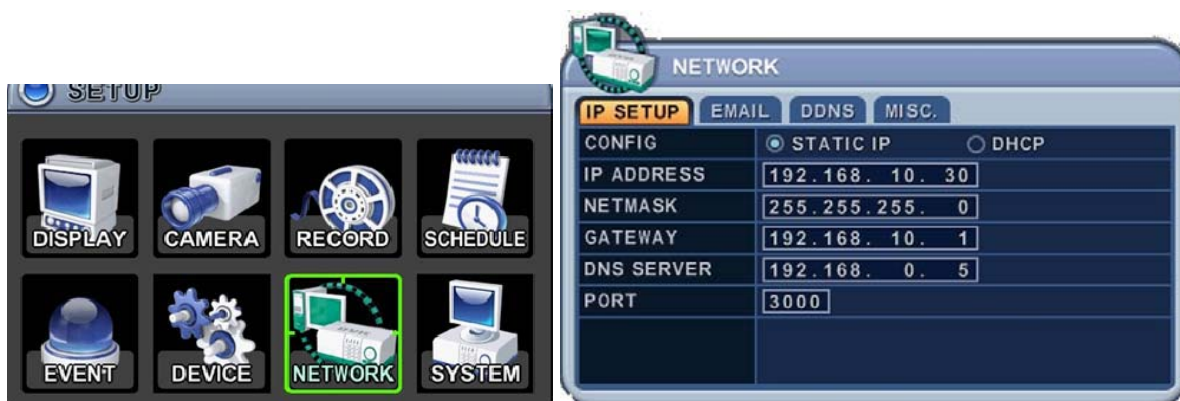 SETUP
DISPLAY CAMERA RECORD SCHEDULE
EVENT DEVICE NETWORK SYSTEM
NETWORK
IP SETUP EMAIL DDNS MISC.
CONFIG STATIC IP DHCP
IP ADDRESS 192.168. 10. 30
NETMASK 255.255.255. 0
GATEWAY 192.168. 10. 1
DNS SERVER 192.168. 0. 5
PORT 3000